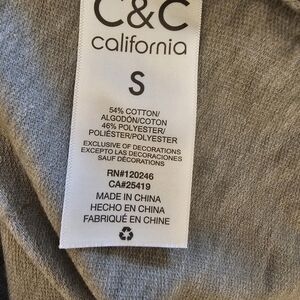 C&C
california
S
54% COTTON/
ALGODÓN/COTON
46% POLYESTER/
POLIÉSTER/POLYESTER
EXCLUSIVE OF DECORATIONS
EXCEPTO LAS DECORACIONES
SAUF DÉCORATIONS
RN#120246
CA#25419
MADE IN CHINA
HECHO EN CHINA
FABRIQUÉ EN CHINE